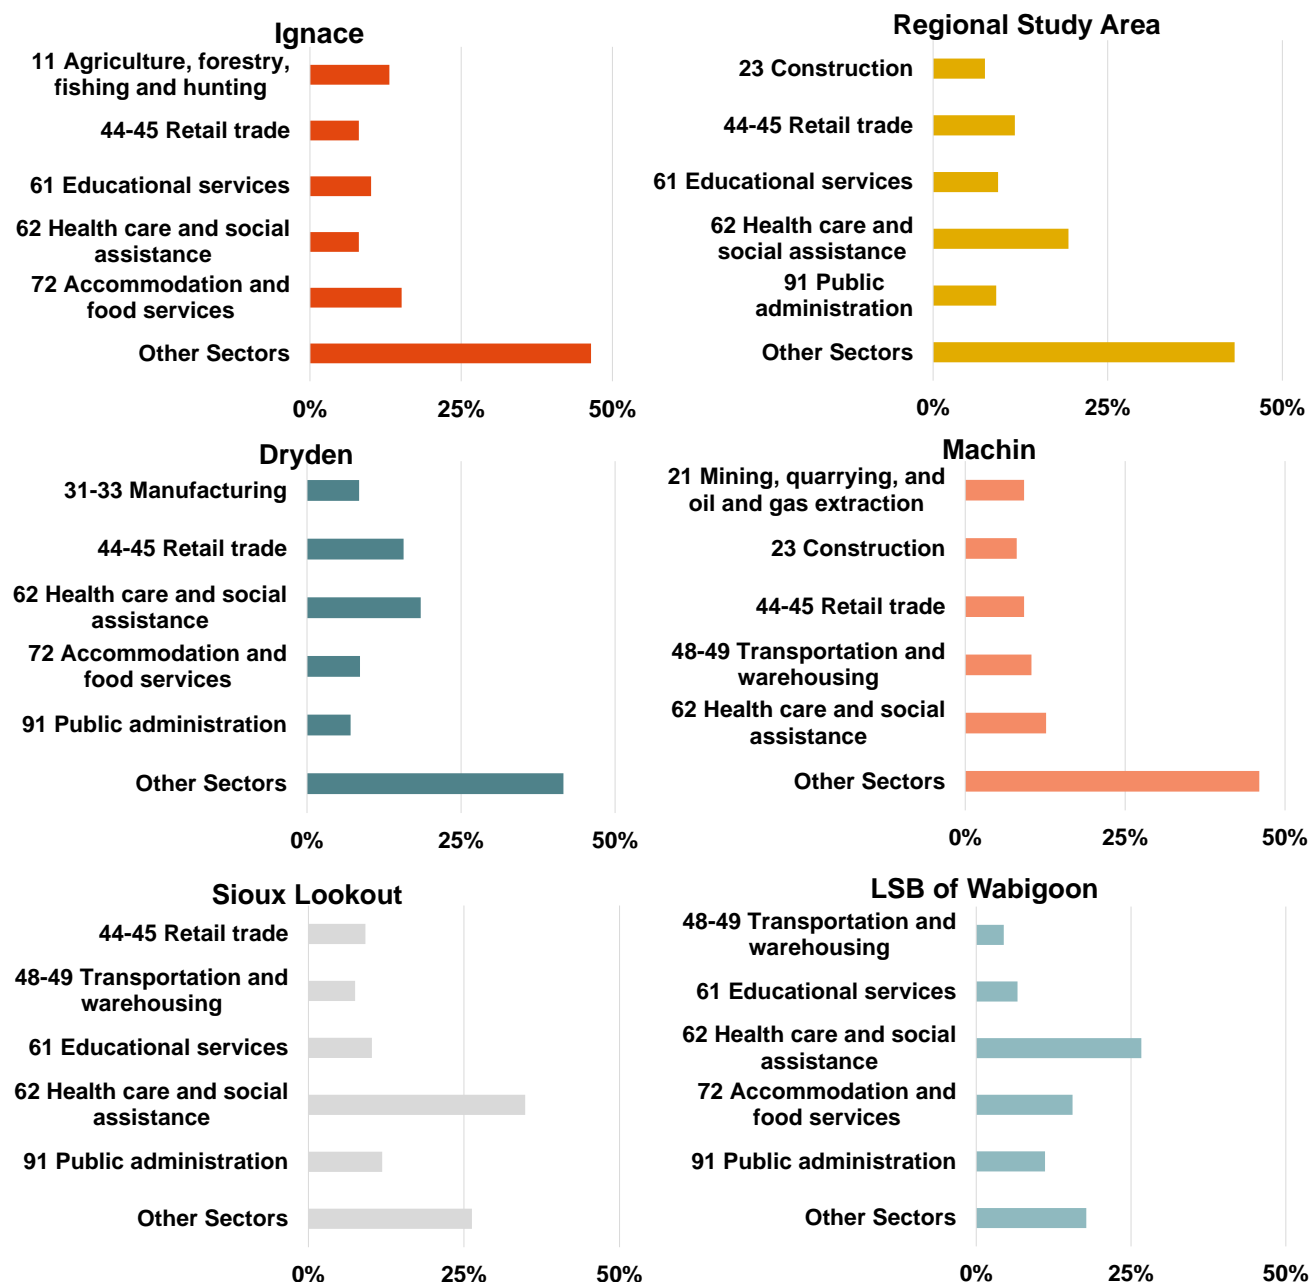 Ignace
11 Agriculture, forestry,
fishing and hunting
44-45 Retail trade
61 Educational services
62 Health care and social
assistance
72 Accommodation and
food services
Other Sectors
0% 25% 50%
Regional Study Area
23 Construction
44-45 Retail trade
61 Educational services
62 Health care and
social assistance
91 Public
administration
Other Sectors
0% 25% 50%
Dryden
31-33 Manufacturing
44-45 Retail trade
62 Health care and social
assistance
72 Accommodation and
food services
91 Public administration
Other Sectors
0% 25% 50%
Machin
21 Mining, quarrying, and
oil and gas extraction
23 Construction
44-45 Retail trade
48-49 Transportation and
warehousing
62 Health care and social
assistance
Other Sectors
0% 25% 50%
Sioux Lookout
44-45 Retail trade
48-49 Transportation and
warehousing
61 Educational services
62 Health care and social
assistance
91 Public administration
Other Sectors
0% 25% 50%
LSB of Wabigoon
48-49 Transportation and
warehousing
61 Educational services
62 Health care and social
assistance
72 Accommodation and
food services
91 Public administration
Other Sectors
0% 25% 50%